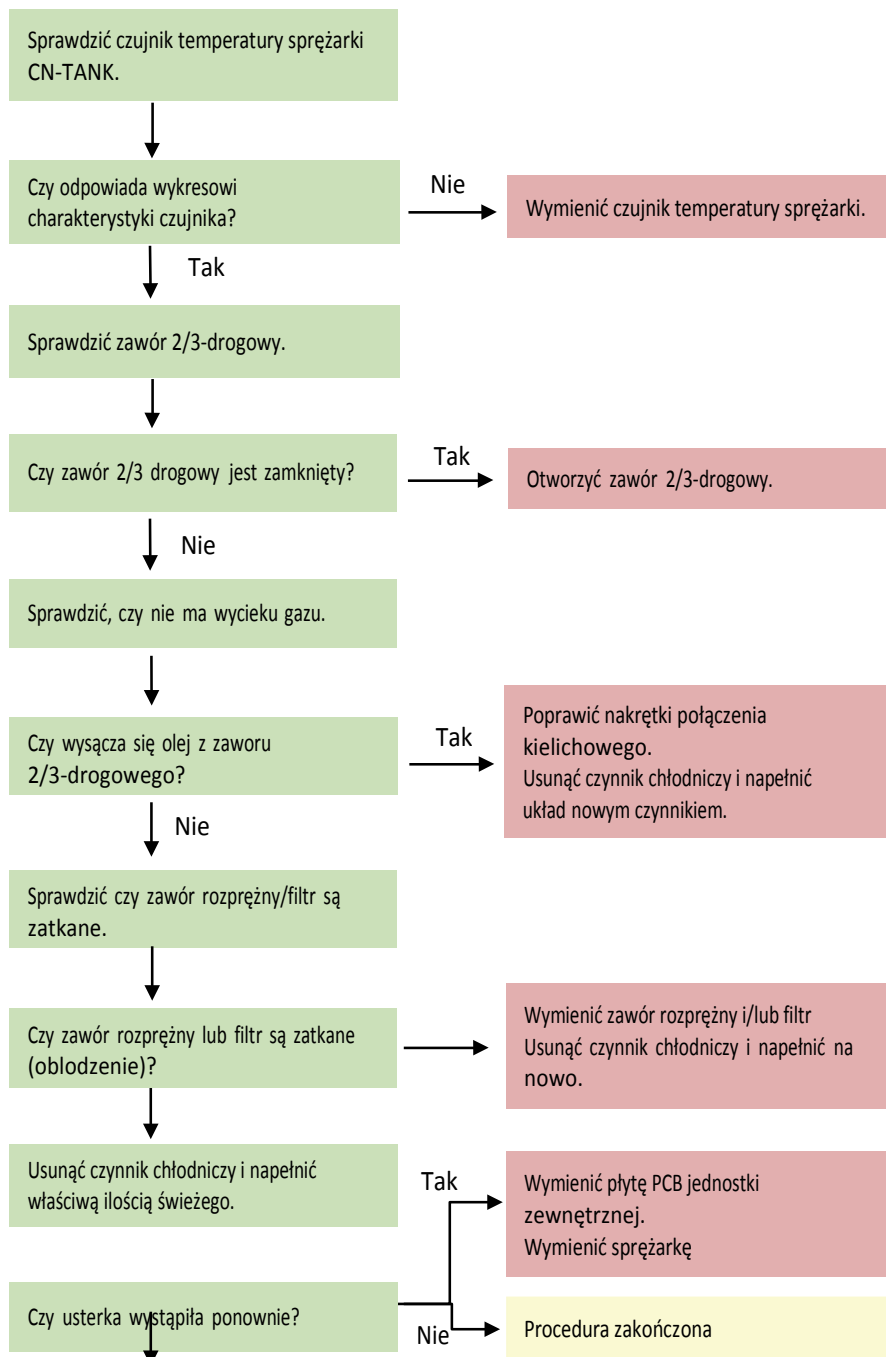 Sprawdzić czujnik temperatury sprężarki
CN-TANK.
Czy odpowiada wykresowi
charakterystyki czujnika?
Nie
Wymienić czujnik temperatury sprężarki.
Tak
Sprawdzić zawór 2/3-drogowy.
Czy zawór 2/3 drogowy jest zamknięty?
Tak
Otworzyć zawór 2/3-drogowy.
Nie
Sprawdzić, czy nie ma wycieku gazu.
Czy wysącza się olej z zaworu
2/3-drogowego?
Tak
Poprawić nakrętki połączenia
kielichowego.
Usunąć czynnik chłodniczy i napełnić
układ nowym czynnikiem.
Nie
Sprawdzić czy zawór rozprężny/filtr są
zatkane.
Czy zawór rozprężny lub filtr są zatkane
(oblodzenie)?
Wymienić zawór rozprężny i/lub filtr
Usunąć czynnik chłodniczy i napełnić na
nowo.
Usunąć czynnik chłodniczy i napełnić
właściwą ilością świeżego.
Tak
Wymienić płytę PCB jednostki
zewnętrznej.
Wymienić sprężarkę
Czy usterka wystąpiła ponownie?
Nie
Procedura zakończona